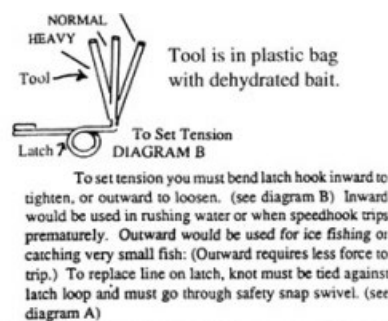 NORMAL
HEAVY
Tool
Tool is in plastic bag
with dehydrated bait.
To Set Tension
Latch
DIAGRAM B
To set tension you must bend latch hook inward to
tighten, or outward to loosen. (see diagram B) Inward
would be used in rushing water or when speedhook trips
prematurely. Outward would be used for ice fishing or
catching very small fish: (Outward requires less force to
trip.) To replace line on latch, knot must be tied against
latch loop and must go through safety snap swivel. (see
diagram A)